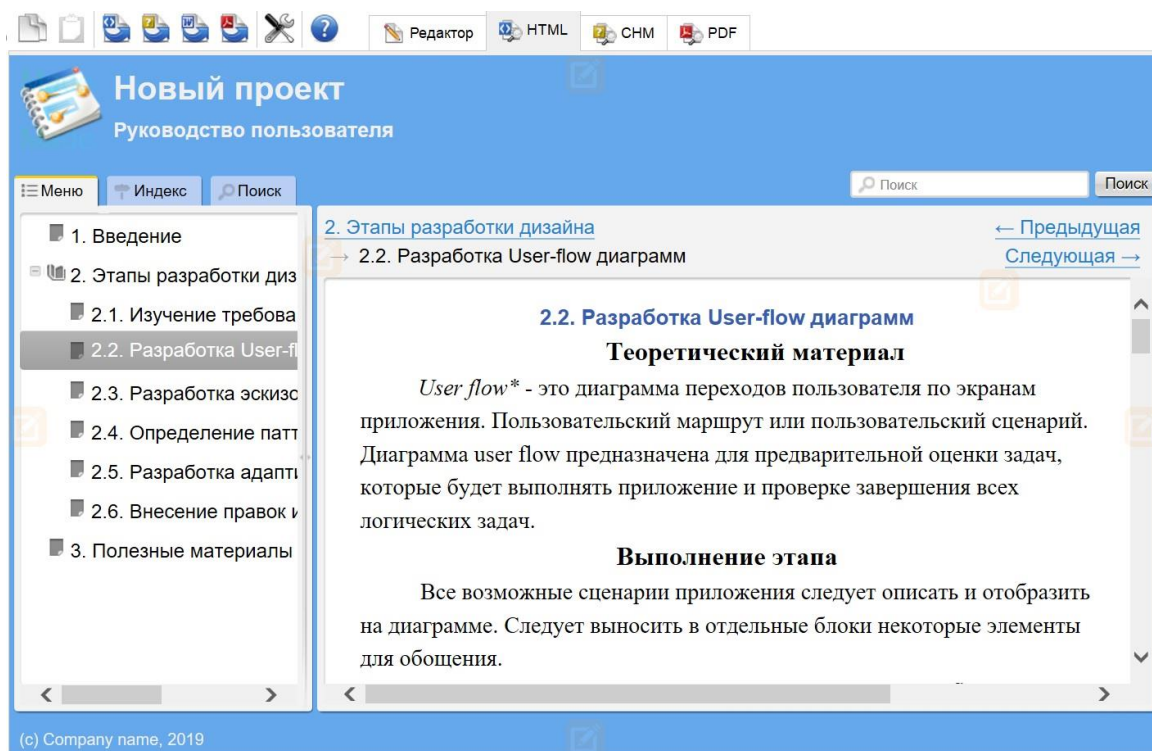 Редактор
HTML
CHM
PDF
Новый проект
Руководство пользователя
Меню
Индекс
Поиск
Поиск
Поиск
1. Введение
2. Этапы разработки диз
2.1. Изучение требова
2.2. Разработка User-fl
2.3. Разработка эскизо
2.4. Определение патт
2.5. Разработка адапти
2.6. Внесение правок и
3. Полезные материалы
2. Этапы разработки дизайна
← Предыдущая
→ 2.2. Разработка User-flow диаграмм
Следующая →
2.2. Разработка User-flow диаграмм
Теоретический материал
User flow* - это диаграмма переходов пользователя по экранам
приложения. Пользовательский маршрут или пользовательский сценарий.
Диаграмма user flow предназначена для предварительной оценки задач,
которые будет выполнять приложение и проверке завершения всех
логических задач.
Выполнение этапа
Все возможные сценарии приложения следует описать и отобразить
на диаграмме. Следует выносить в отдельные блоки некоторые элементы
для обощения.
(c) Company name, 2019